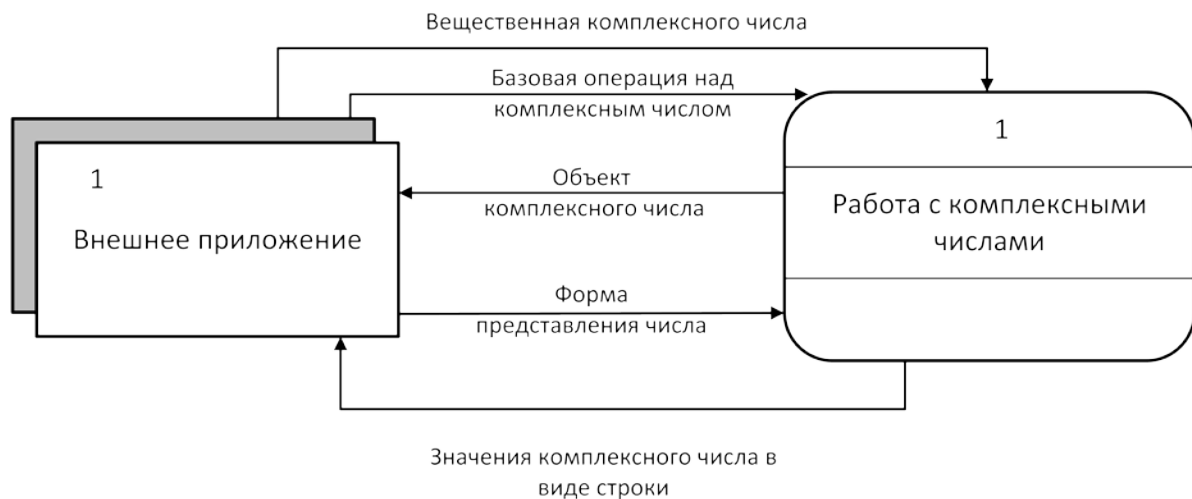 Вещественная комплексного числа
Базовая операция над
комплексным числом
1
1
Объект
комплексного числа
Работа с комплексными
числами
Внешнее приложение
Форма
представления числа
Значения комплексного числа в
виде строки